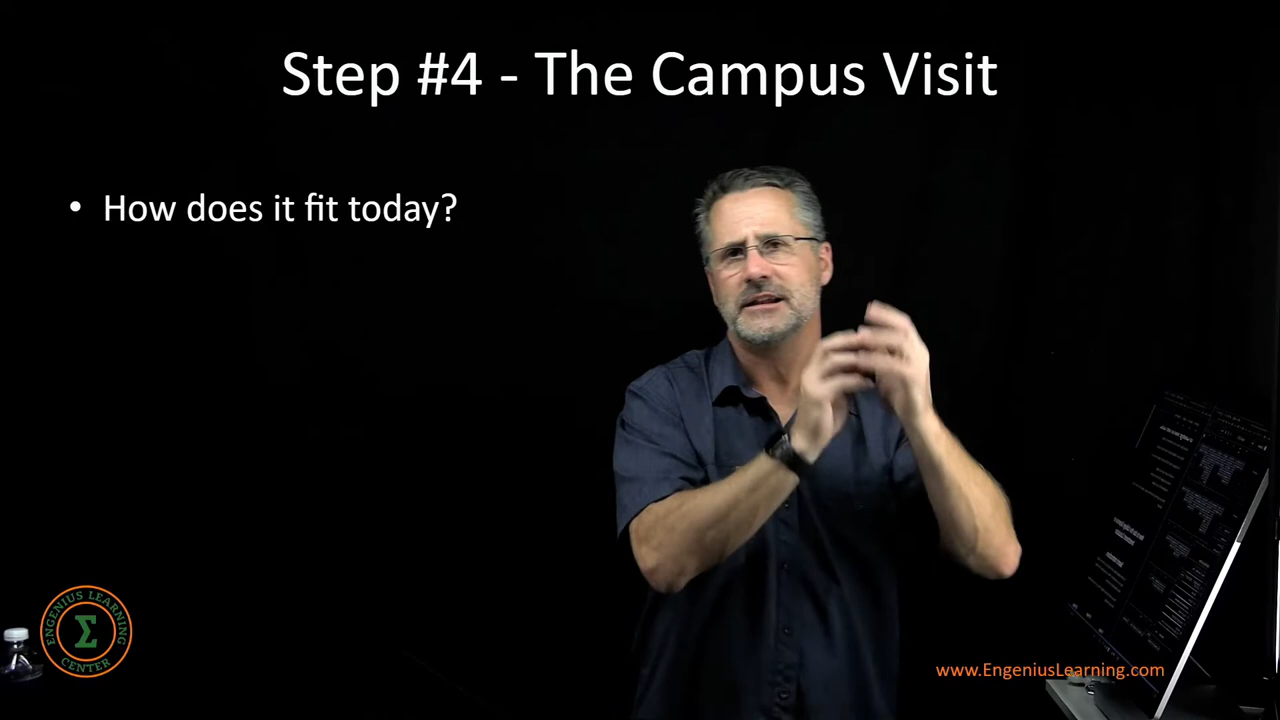 Step #4 - The Campus Visit
• How does it fit today?
ENGENIUS LEARNING
Σ
CENTER
www.EngeniusLearning.com